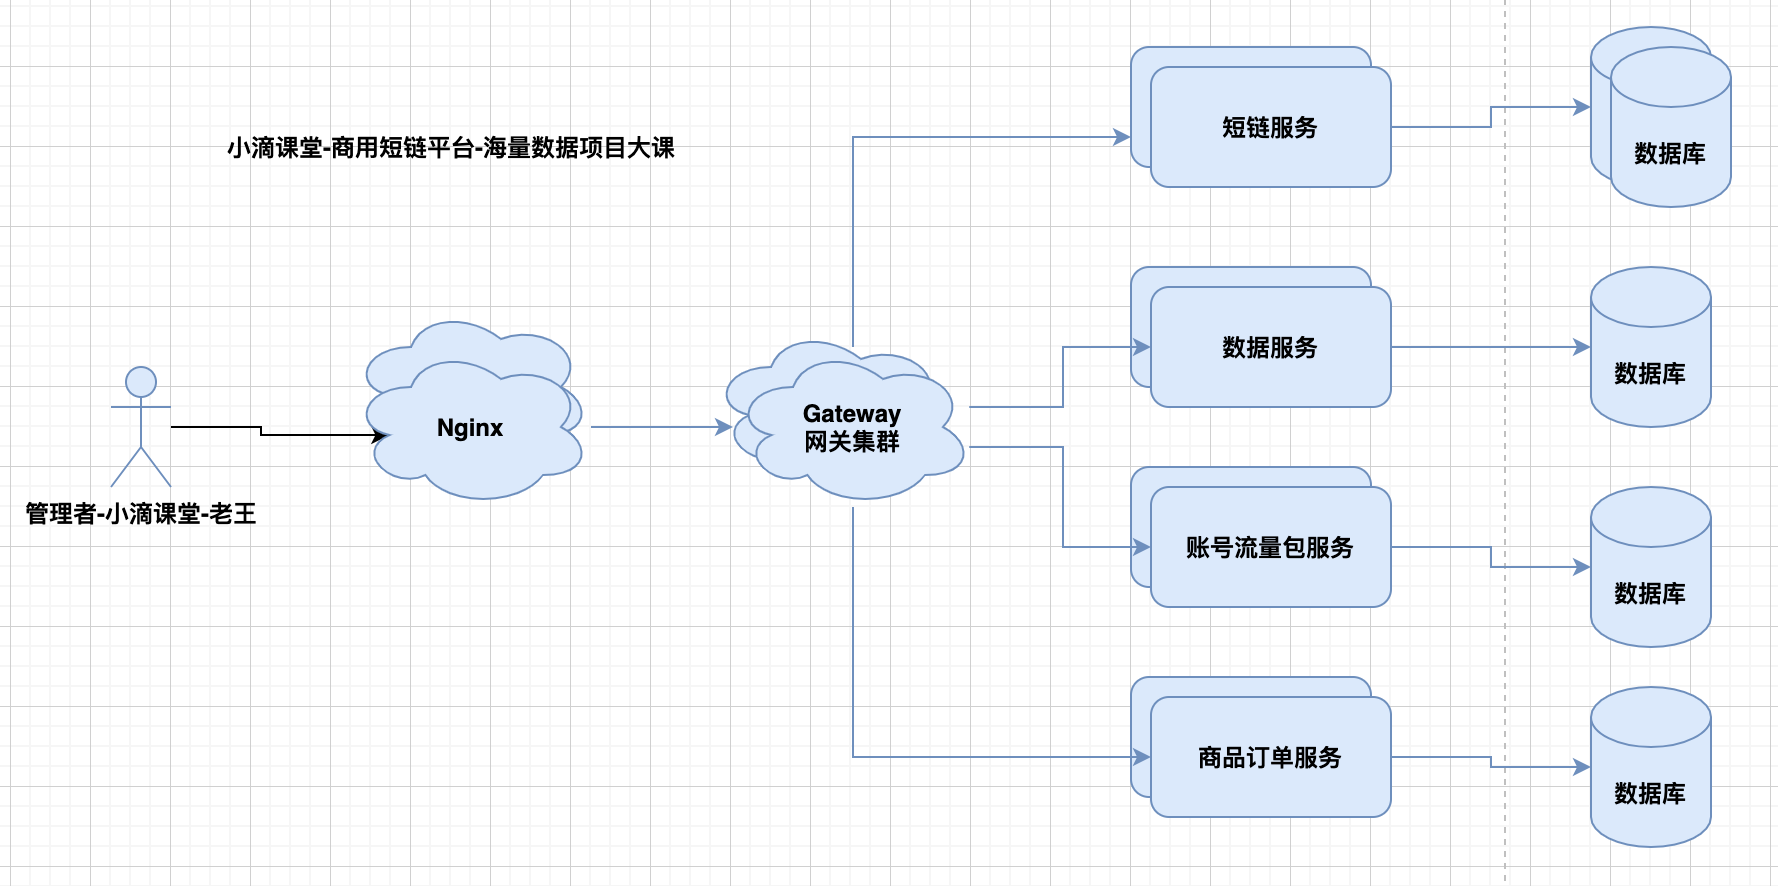 小滴课堂-商用短链平台-海量数据项目大课
短链服务
数据库
数据服务
数据库
Nginx
Gateway
网关集群
管理者-小滴课堂-老王
账号流量包服务
数据库
商品订单服务
数据库